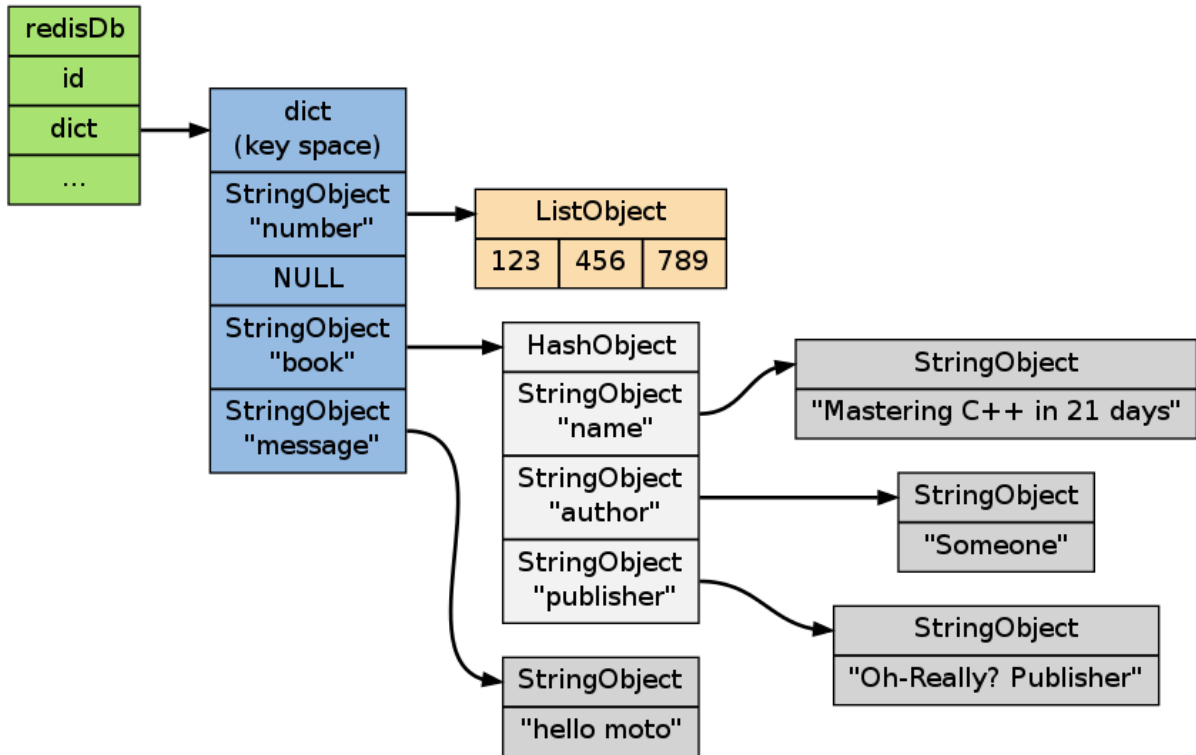 redisDb
id
dict
...
dict
(key space)
StringObject
"number"
NULL
StringObject
"book"
StringObject
"message"
ListObject
123 456 789
HashObject
StringObject
"name"
StringObject
"author"
StringObject
"publisher"
StringObject
"Mastering C++ in 21 days"
StringObject
"Someone"
StringObject
"Oh-Really? Publisher"
StringObject
"hello moto"